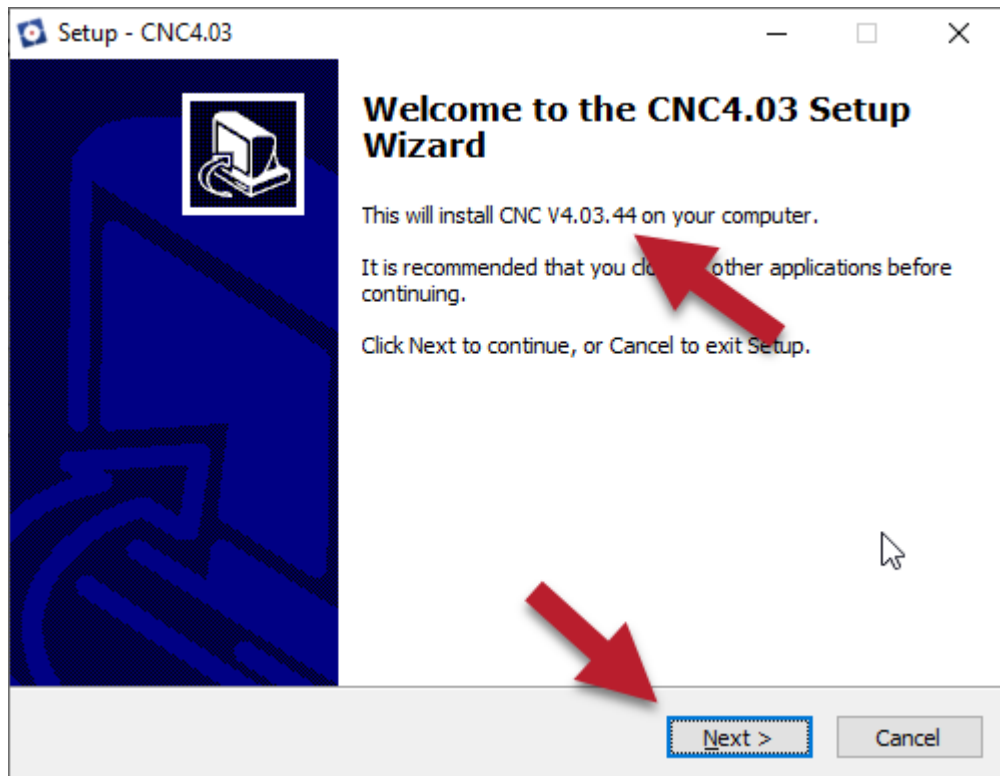 Setup - CNC4.03
Welcome to the CNC4.03 Setup
Wizard
This will install CNC V4.03.44 on your computer.
It is recommended that you other applications before
continuing.
Click Next to continue, or Cancel to exit Setup.
Next >
Cancel